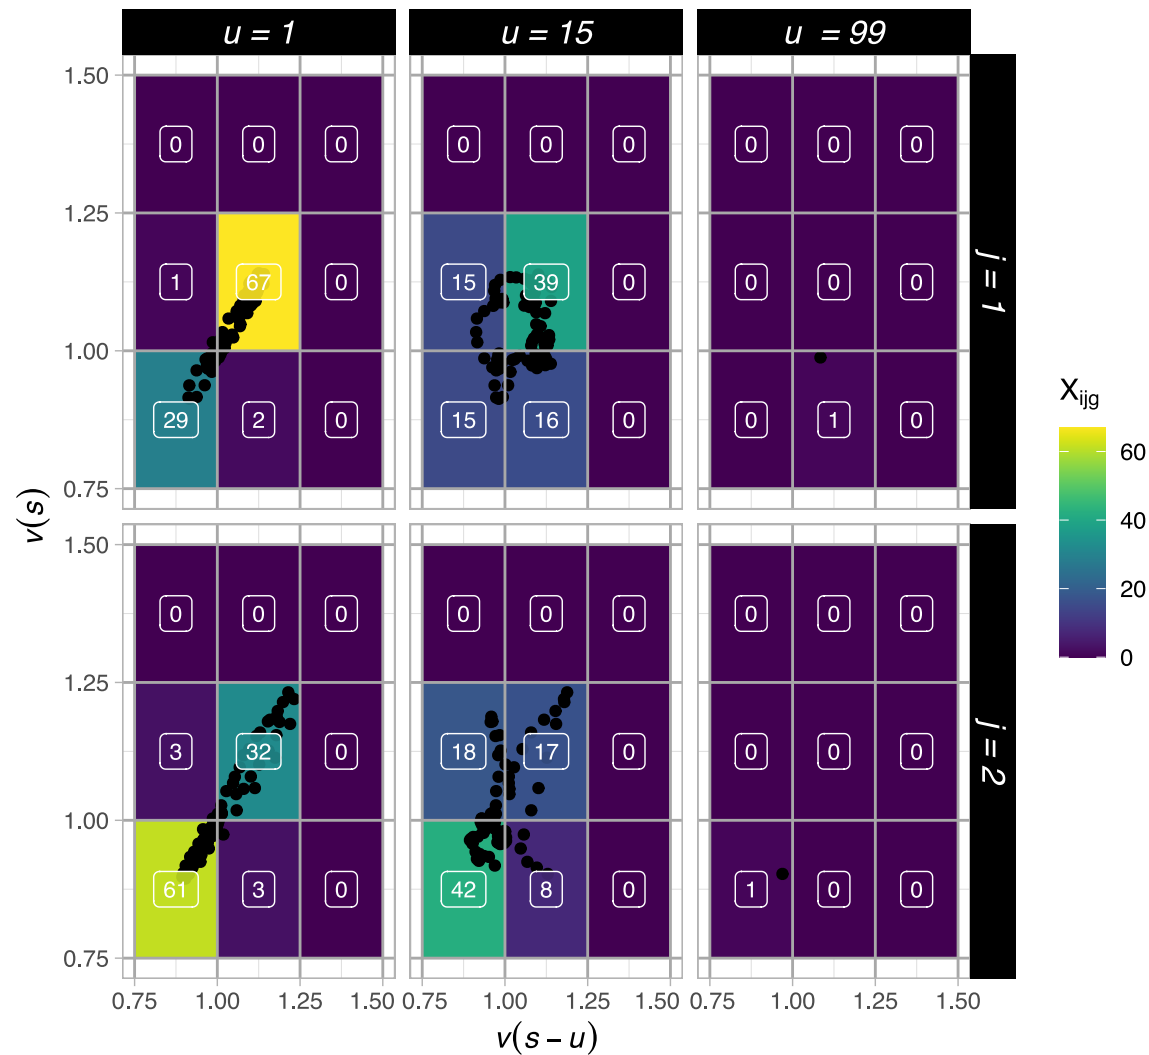 u = 1
u = 15
u = 99
1.50
0 0 0
0 0 0
0 0 0
1.25
1 67 0
15 39 0
0 0 0
j = 1
1.00
29 2 0
15 16 0
0 1 0
0.75
v(s)
1.50
0 0 0
0 0 0
0 0 0
1.25
3 32 0
18 17 0
0 0 0
j = 2
1.00
61 3 0
42 8 0
1 0 0
0.75
0.75 1.00 1.25 1.50
0.75 1.00 1.25 1.50
0.75 1.00 1.25 1.50
v(s − u)
Xijg
60
40
20
0